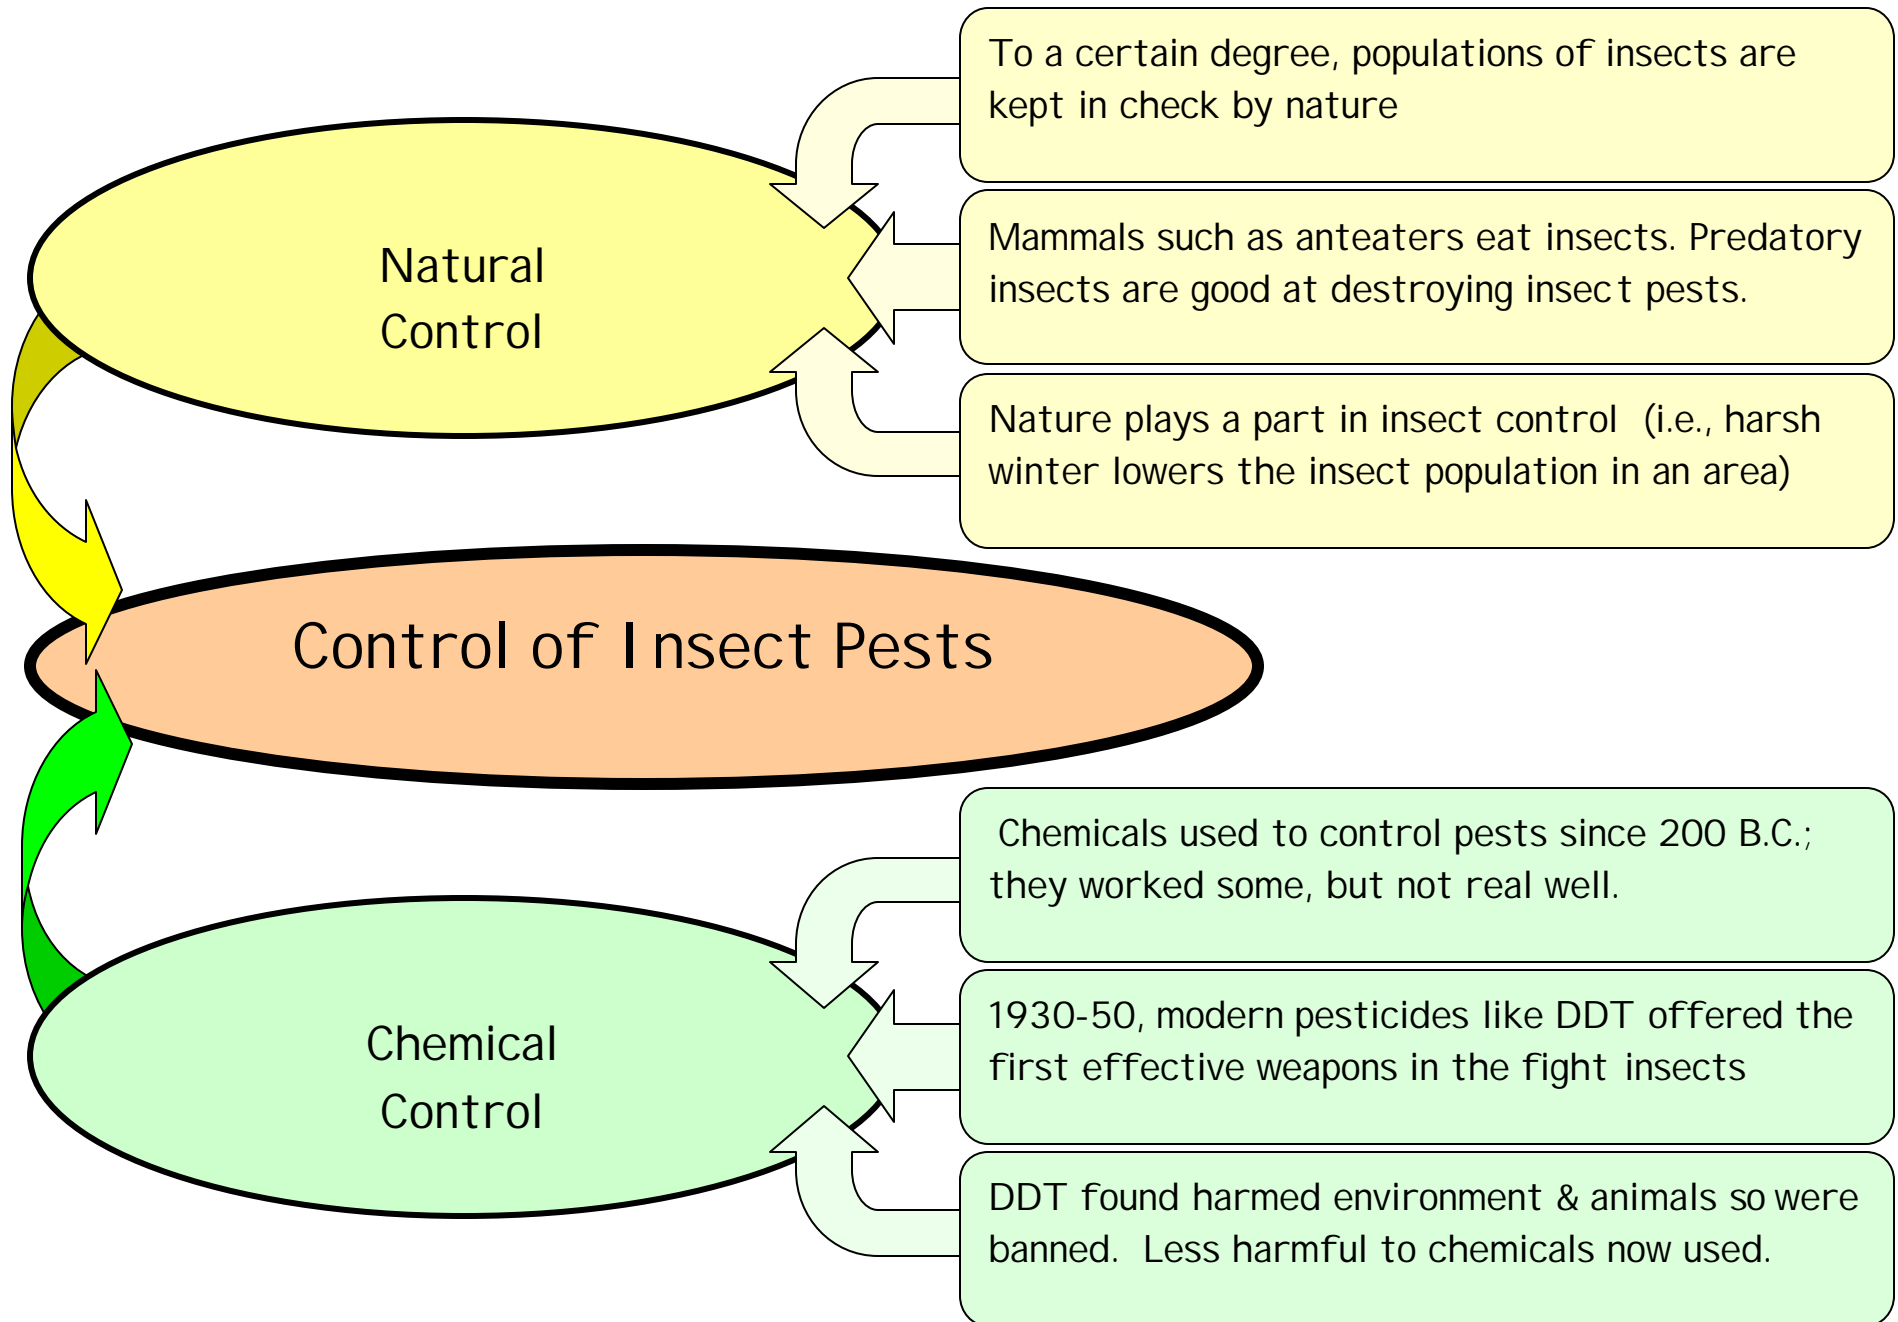 To a certain degree, populations of insects are
kept in check by nature
Natural
Control
Mammals such as anteaters eat insects. Predatory
insects are good at destroying insect pests.
Nature plays a part in insect control (i.e., harsh
winter lowers the insect population in an area)
Control of Insect Pests
Chemicals used to control pests since 200 B.C.;
they worked some, but not real well.
Chemical
Control
1930-50, modern pesticides like DDT offered the
first effective weapons in the fight insects
DDT found harmed environment & animals so were
banned. Less harmful to chemicals now used.